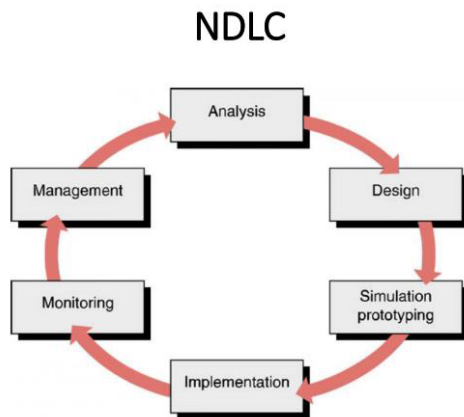 NDLC
Analysis
Design
Simulation
prototyping
Implementation
Monitoring
Management